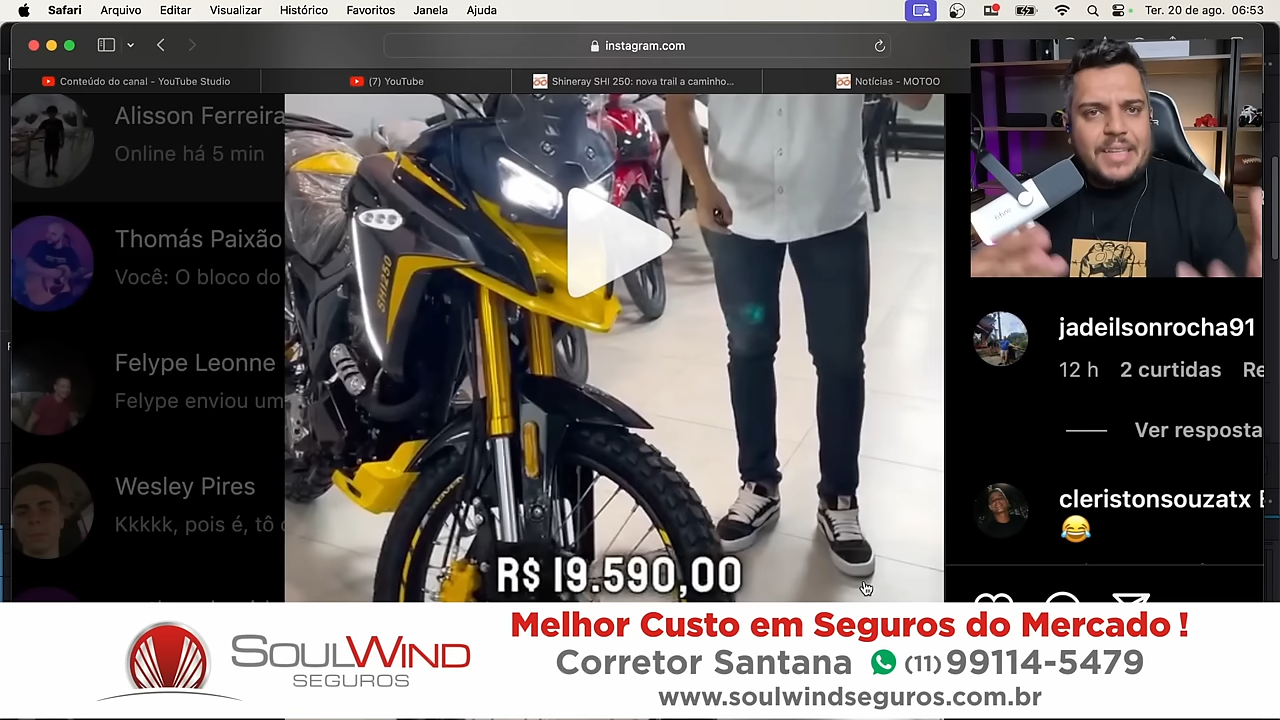 Safari Arquivo Editar Visualizar Histórico Favoritos Janela Ajuda Ter. 20 de ago. 06:53
instagram.com
Conteúdo do canal - YouTube Studio
(7) YouTube
Shineray SHI 250: nova trail a caminho...
Notícias - MOTOO
Alisson Ferreira
Online há 5 min
Thomás Paixão
Você: O bloco do
Felype Leonne
Felype enviou um
Wesley Pires
Kkkkk, pois é, tô
SHI250
R$ 19.590,00
fifine
jadeilsonrocha91
12 h 2 curtidas Re
Ver resposta
cleristonsouzatx
😂
SOULWIND
SEGUROS
Melhor Custo em Seguros do Mercado !
Corretor Santana (11) 99114-5479
www.soulwindseguros.com.br